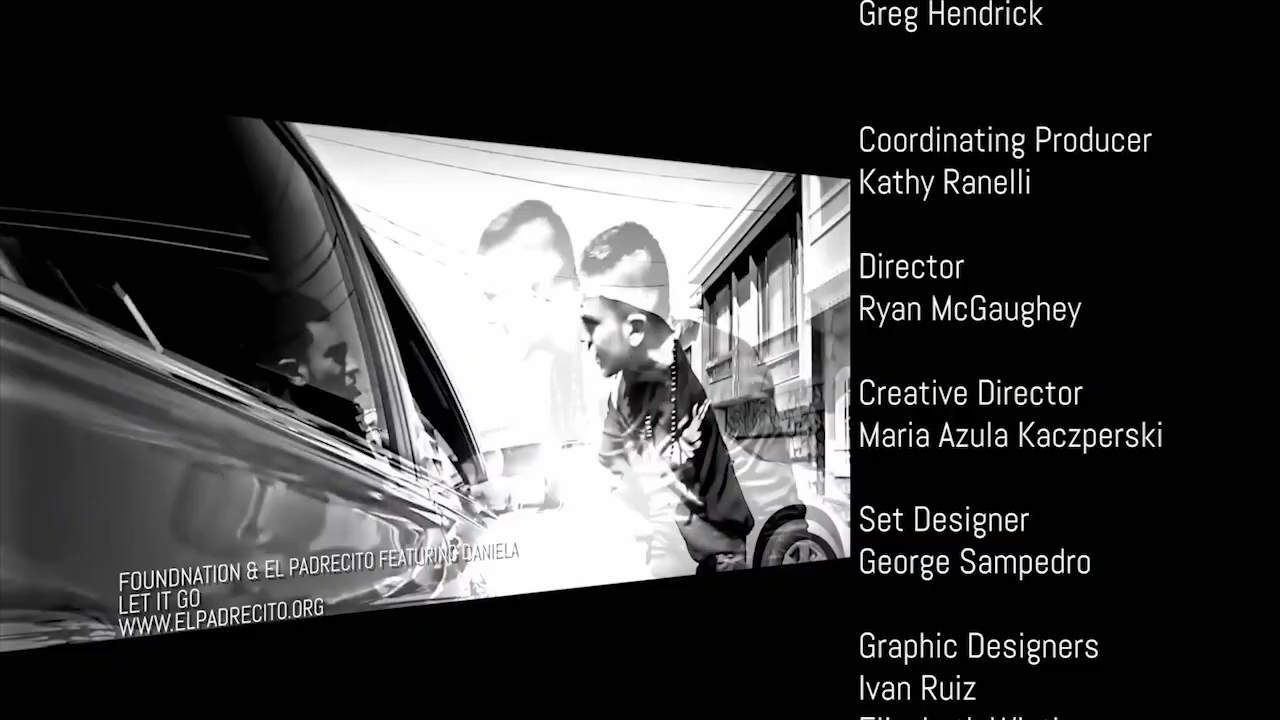 Greg Hendrick
Coordinating Producer
Kathy Ranelli
Director
Ryan McGaughey
Creative Director
Maria Azula Kaczperski
Set Designer
George Sampedro
Graphic Designers
Ivan Ruiz
FOUNDNATION & EL PADRECITO FEATURING DANIELA
LET IT GO
WWW.ELPADRECITO.ORG